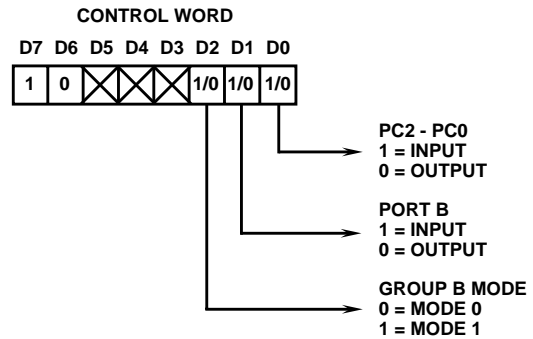 CONTROL WORD
D7 D6 D5 D4 D3 D2 D1 D0
1 0 1/0 1/0 1/0
PC2 - PC0
1 = INPUT
0 = OUTPUT
PORT B
1 = INPUT
0 = OUTPUT
GROUP B MODE
0 = MODE 0
1 = MODE 1